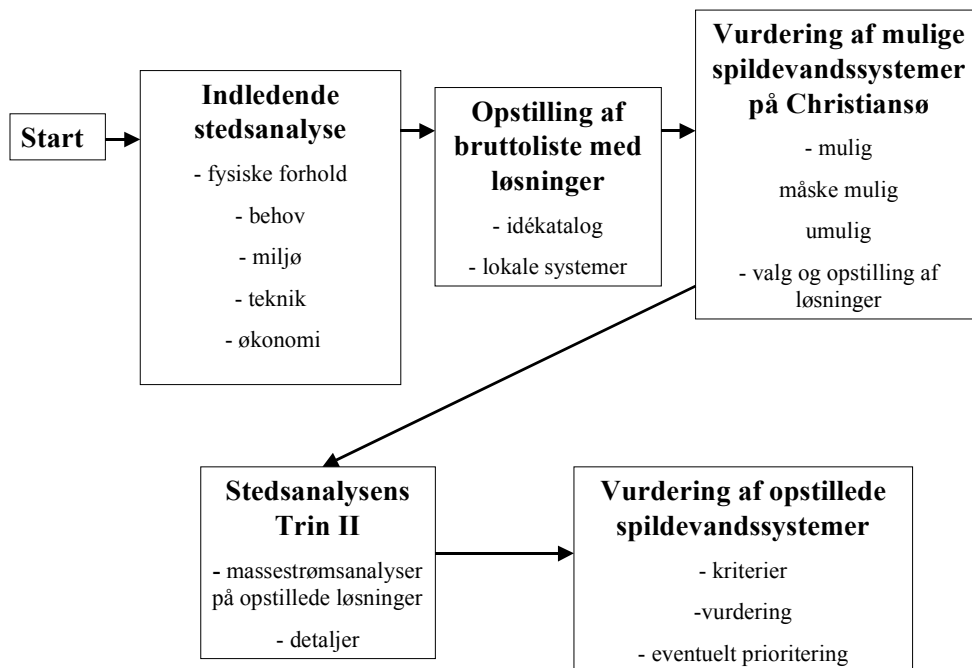 Start
Indledende
stedsanalyse
- fysiske forhold
- behov
- miljø
- teknik
- økonomi
Opstilling af
bruttoliste med
løsninger
- idékatalog
- lokale systemer
Vurdering af mulige
spildevandssystemer
på Christiansø
- mulig
måske mulig
umulig
- valg og opstilling af
løsninger
Stedsanalysens
Trin II
- massestrømsanalyser
på opstillede løsninger
- detaljer
Vurdering af opstillede
spildevandssystemer
- kriterier
-vurdering
- eventuelt prioritering